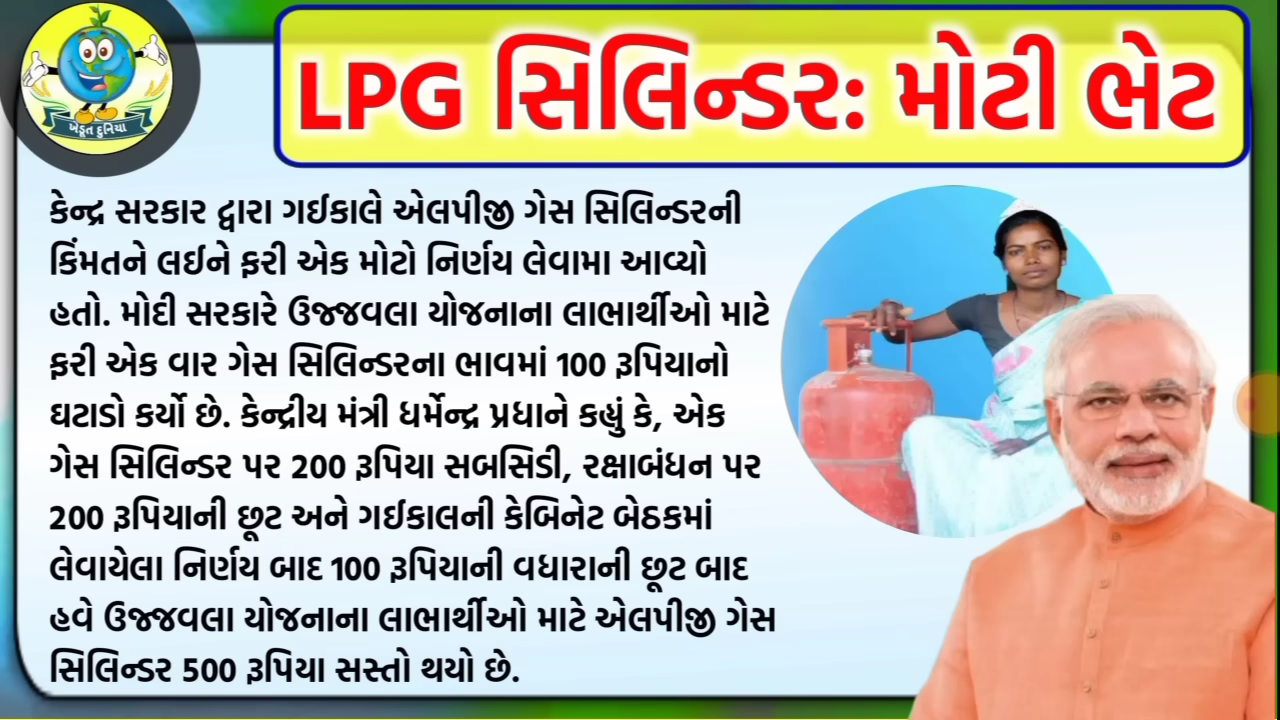 ખેડૂત દુનિયા
LPG સિલિન્ડર: મોટી ભેટ
કેન્દ્ર સરકાર દ્વારા ગઈકાલે એલપીજી ગેસ સિલિન્ડરની
કિંમતને લઈને ફરી એક મોટો નિર્ણય લેવામા આવ્યો
હતો. મોદી સરકારે ઉજ્જવલા યોજનાના લાભાર્થીઓ માટે
ફરી એક વાર ગેસ સિલિન્ડરના ભાવમાં 100 રૂપિયાનો
ઘટાડો કર્યો છે. કેન્દ્રીય મંત્રી ધર્મેન્દ્ર પ્રધાને કહ્યું કે, એક
ગેસ સિલિન્ડર પર 200 રૂપિયા સબસિડી, રક્ષાબંધન પર
200 રૂપિયાની છૂટ અને ગઈકાલની કેબિનેટ બેઠકમાં
લેવાયેલા નિર્ણય બાદ 100 રૂપિયાની વધારાની છૂટ બાદ
હવે ઉજ્જવલા યોજનાના લાભાર્થીઓ માટે એલપીજી ગેસ
સિલિન્ડર 500 રૂપિયા સસ્તો થયો છે.